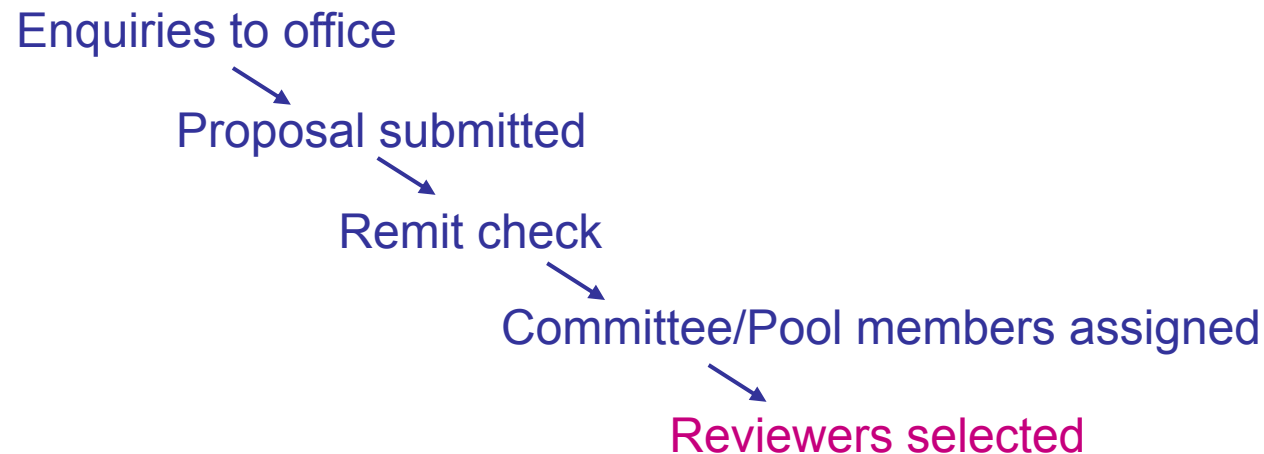 Enquiries to office
Proposal submitted
Remit check
Committee/Pool members assigned
Reviewers selected